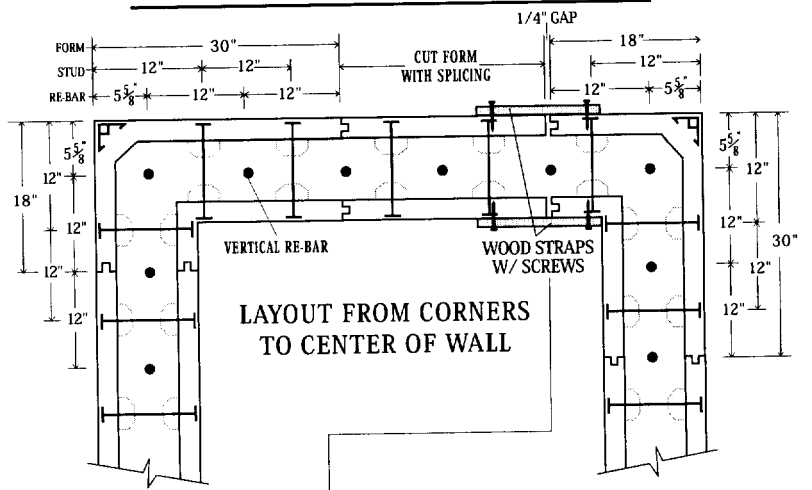 1/4" GAP
FORM 30" 18"
STUD 12" 12" CUT FORM 12"
WITH SPLICING
RE-BAR 5 5/8" 12" 12" 12" 5 5/8"
5 5/8" 5 5/8"
12" 12"
18"
12" 12"
30"
12" 12"
12" 12"
VERTICAL RE-BAR
WOOD STRAPS
W/ SCREWS
LAYOUT FROM CORNERS
TO CENTER OF WALL